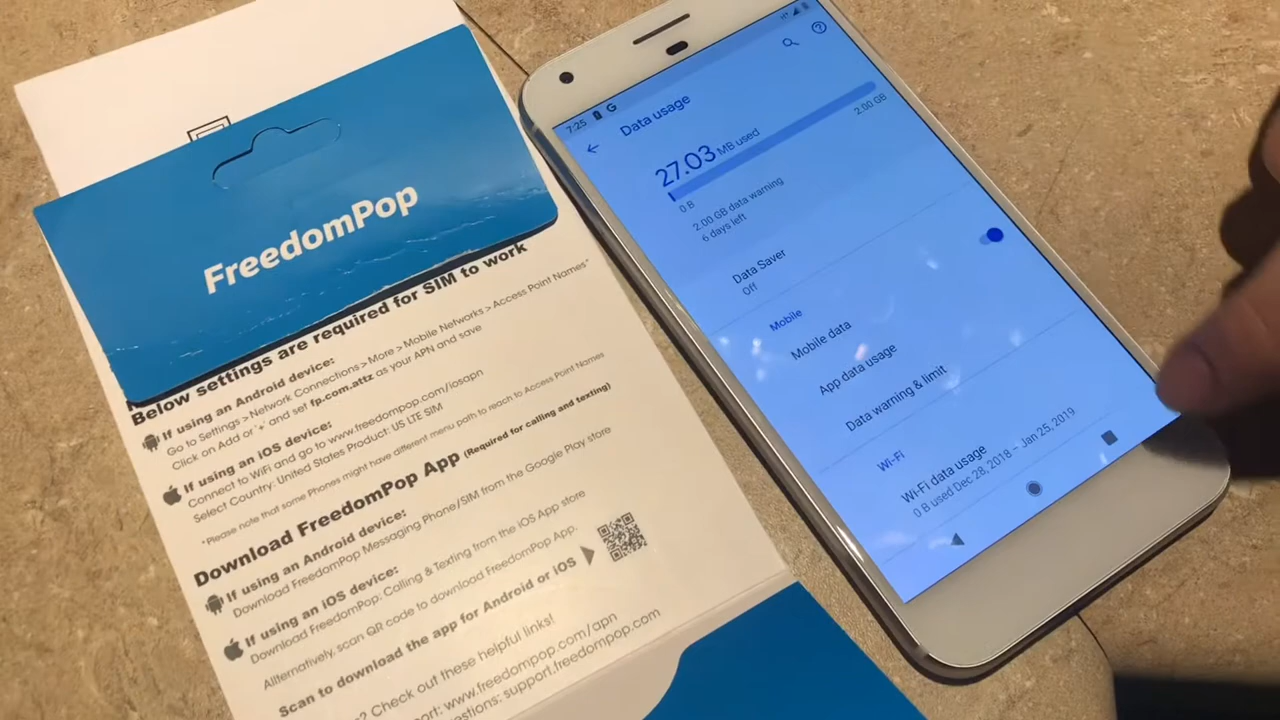 FreedomPop
Below settings are required for SIM to work
If using an Android device:
Go to Settings > Network Connections > More > Mobile Networks > Access Point Names*
Click on Add or '+' and set fp.com.attz as your APN and save
If using an iOS device:
Connect to WiFi and go to www.freedompop.com/iosapn
Select Country: United States Product: US LTE SIM
*Please note that some Phones might have different menu path to reach to Access Point Names
Download FreedomPop App (Required for calling and texting)
If using an Android device:
Download FreedomPop Messaging Phone/SIM from the Google Play store
If using an iOS device:
Download FreedomPop: Calling & Texting from the iOS App store
Allternatively, scan QR code to download FreedomPop App.
Scan to download the app for Android or iOS
? Check out these helpful links!
port: www.freedompop.com/apn
estions: support.freedompop.com
7:25
Data usage
27.03 MB used
0 B
2.00 GB
2.00 GB data warning
6 days left
Data Saver
Off
Mobile
Mobile data
App data usage
Data warning & limit
Wi-Fi
Wi-Fi data usage
0 B used Dec 28, 2018 – Jan 25, 2019